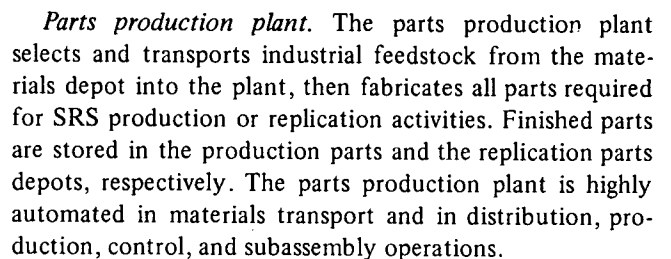 Parts production plant. The parts production plant
selects and transports industrial feedstock from the mate-
rials depot into the plant, then fabricates all parts required
for SRS production or replication activities. Finished parts
are stored in the production parts and the replication parts
depots, respectively. The parts production plant is highly
automated in materials transport and in distribution, pro-
duction, control, and subassembly operations.